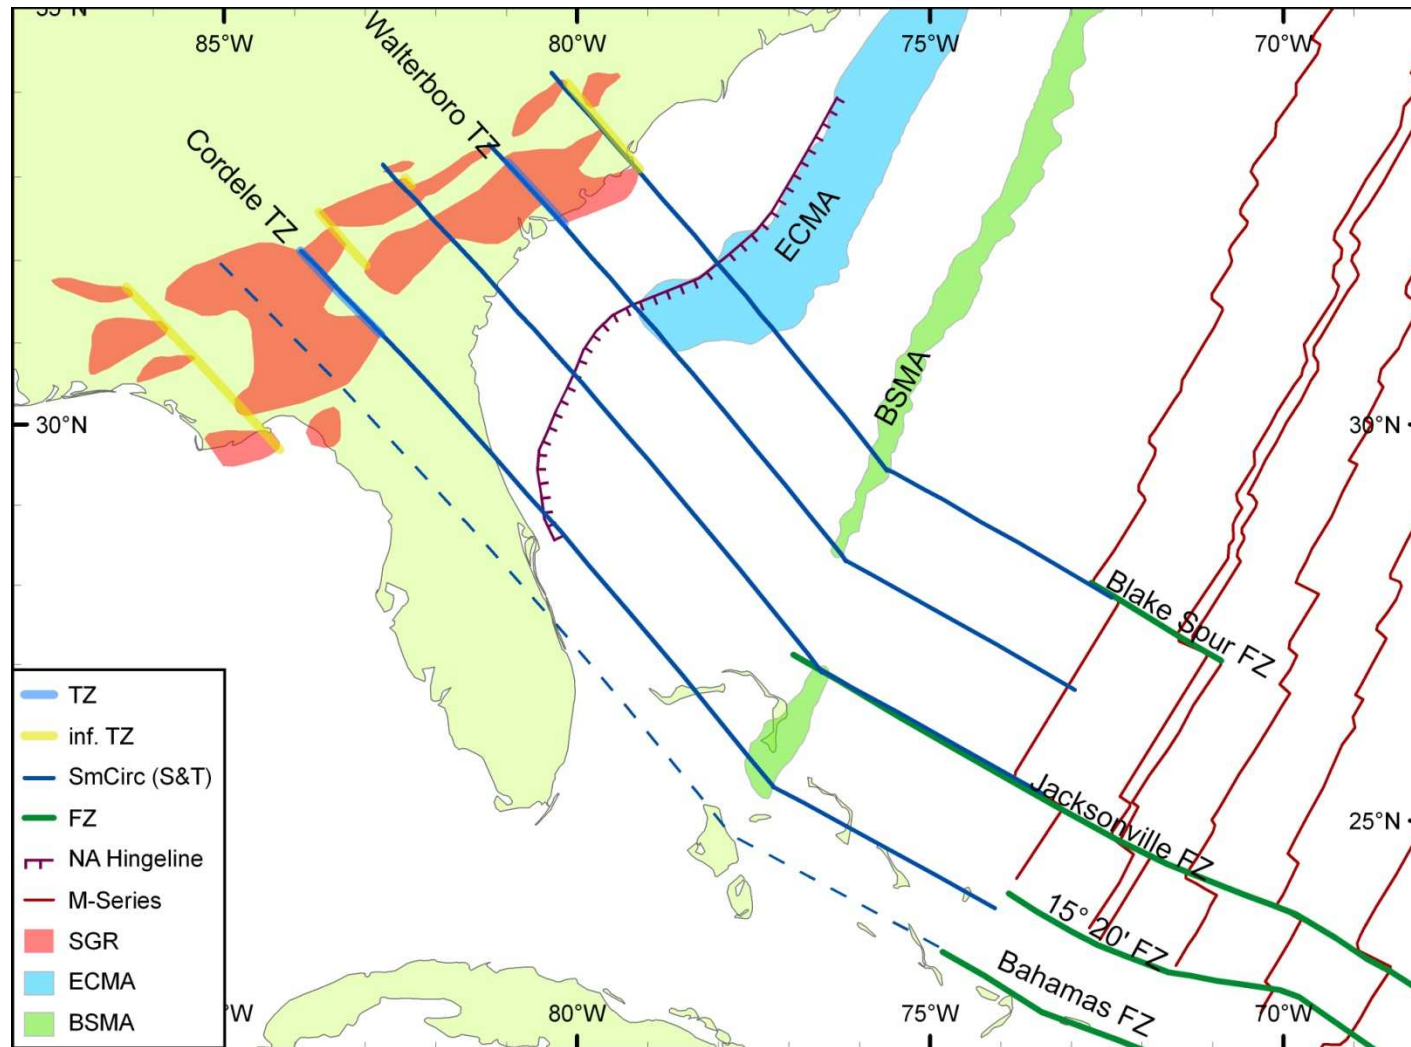 85°W
80°W
75°W
70°W
Walterboro TZ
Cordele TZ
ECMA
BSMA
30°N
30°N
Blake Spur FZ
Jacksonville FZ
25°N
15° 20' FZ
Bahamas FZ
TZ
inf. TZ
SmCirc (S&T)
FZ
NA Hingeline
M-Series
SGR
ECMA
BSMA
°W
80°W
75°W
70°W